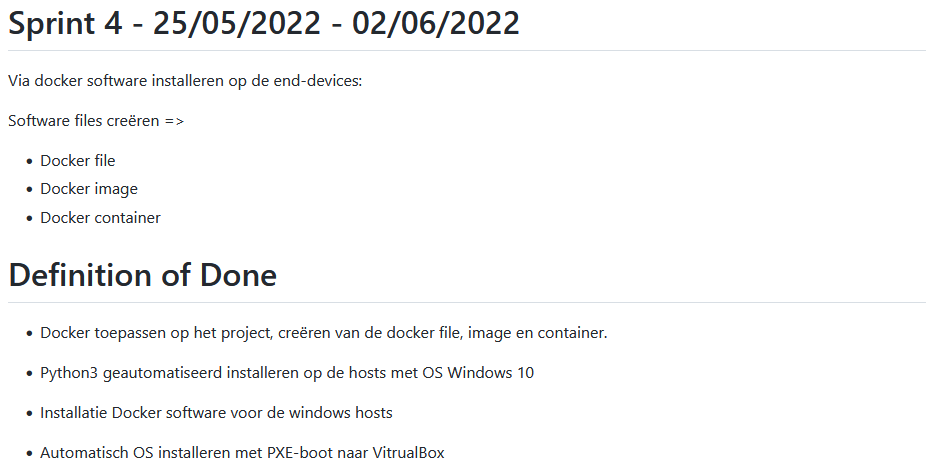 Sprint 4 - 25/05/2022 - 02/06/2022
Via docker software installeren op de end-devices:
Software files creëren =>
• Docker file
• Docker image
• Docker container
Definition of Done
• Docker toepassen op het project, creëren van de docker file, image en container.
• Python3 geautomatiseerd installeren op de hosts met OS Windows 10
• Installatie Docker software voor de windows hosts
• Automatisch OS installeren met PXE-boot naar VitrualBox